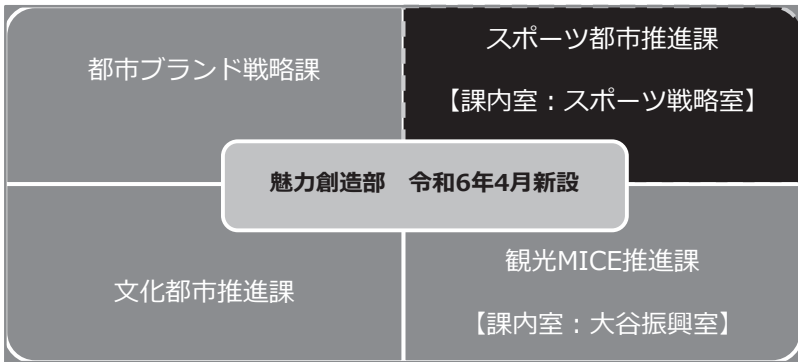 都市ブランド戦略課
スポーツ都市推進課
【課内室：スポーツ戦略室】
魅力創造部　令和6年4月新設
文化都市推進課
観光MICE推進課
【課内室：大谷振興室】